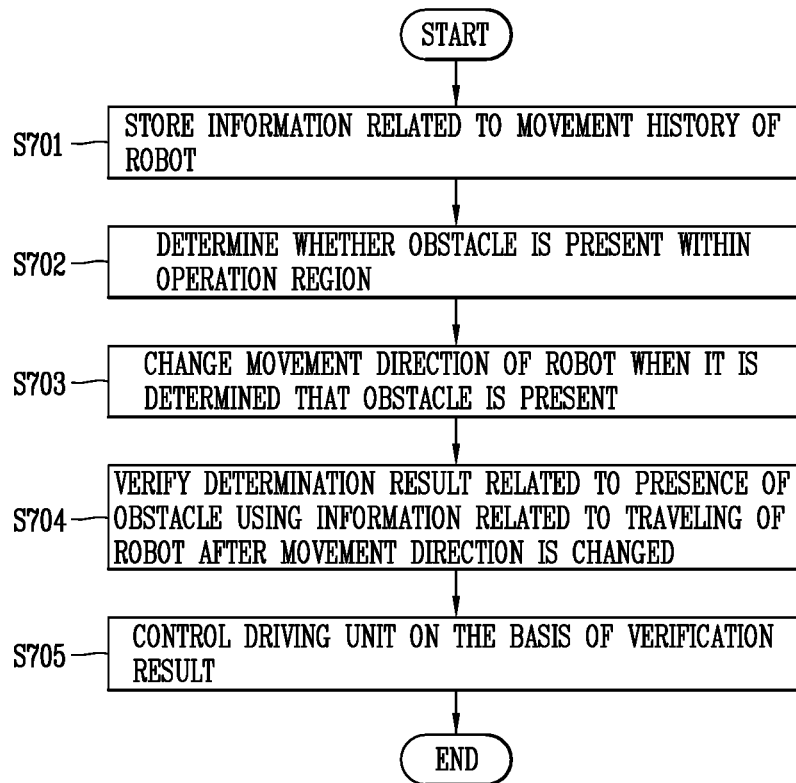 START
S701
STORE INFORMATION RELATED TO MOVEMENT HISTORY OF
ROBOT
S702
DETERMINE WHETHER OBSTACLE IS PRESENT WITHIN
OPERATION REGION
S703
CHANGE MOVEMENT DIRECTION OF ROBOT WHEN IT IS
DETERMINED THAT OBSTACLE IS PRESENT
S704
VERIFY DETERMINATION RESULT RELATED TO PRESENCE OF
OBSTACLE USING INFORMATION RELATED TO TRAVELING OF
ROBOT AFTER MOVEMENT DIRECTION IS CHANGED
S705
CONTROL DRIVING UNIT ON THE BASIS OF VERIFICATION
RESULT
END